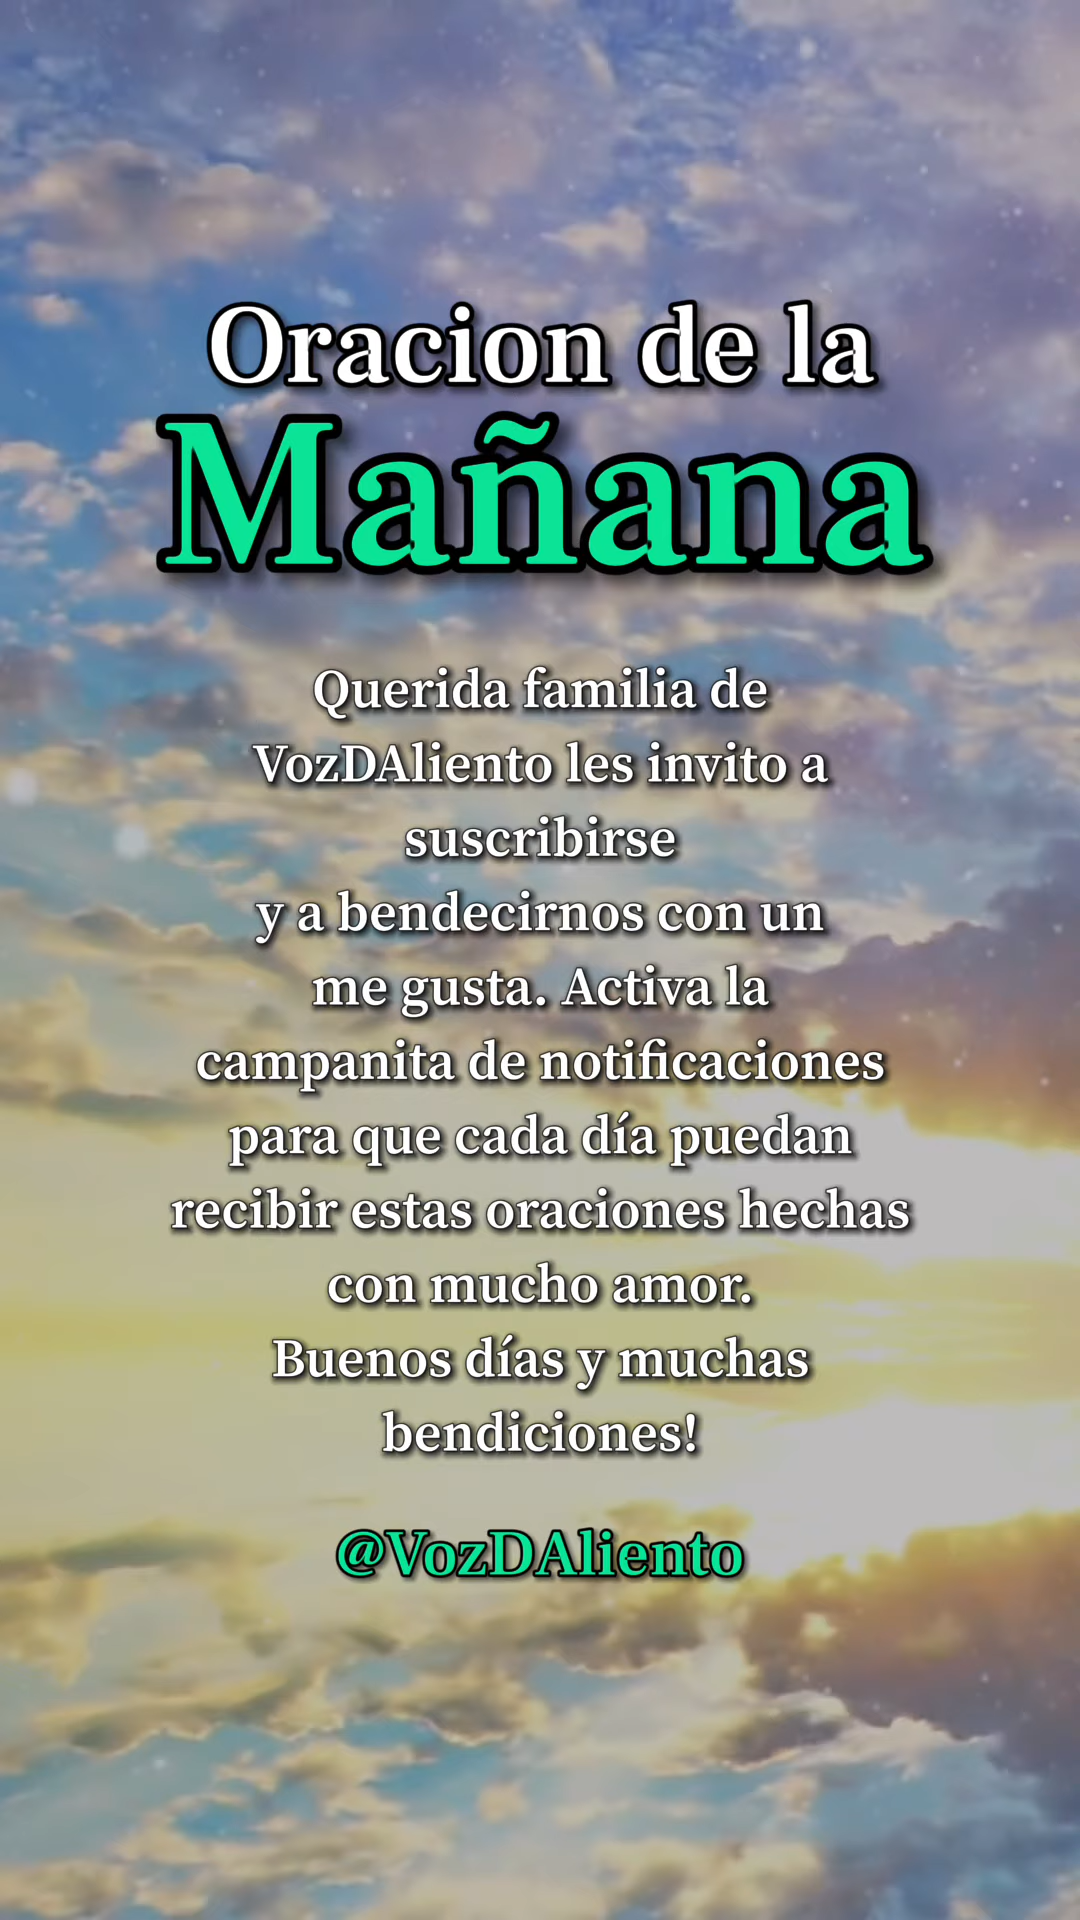 Oracion de la
Mañana
Querida familia de
VozDAliento les invito a
suscribirse
y a bendecirnos con un
me gusta. Activa la
campanita de notificaciones
para que cada día puedan
recibir estas oraciones hechas
con mucho amor.
Buenos días y muchas
bendiciones!
@VozDAliento